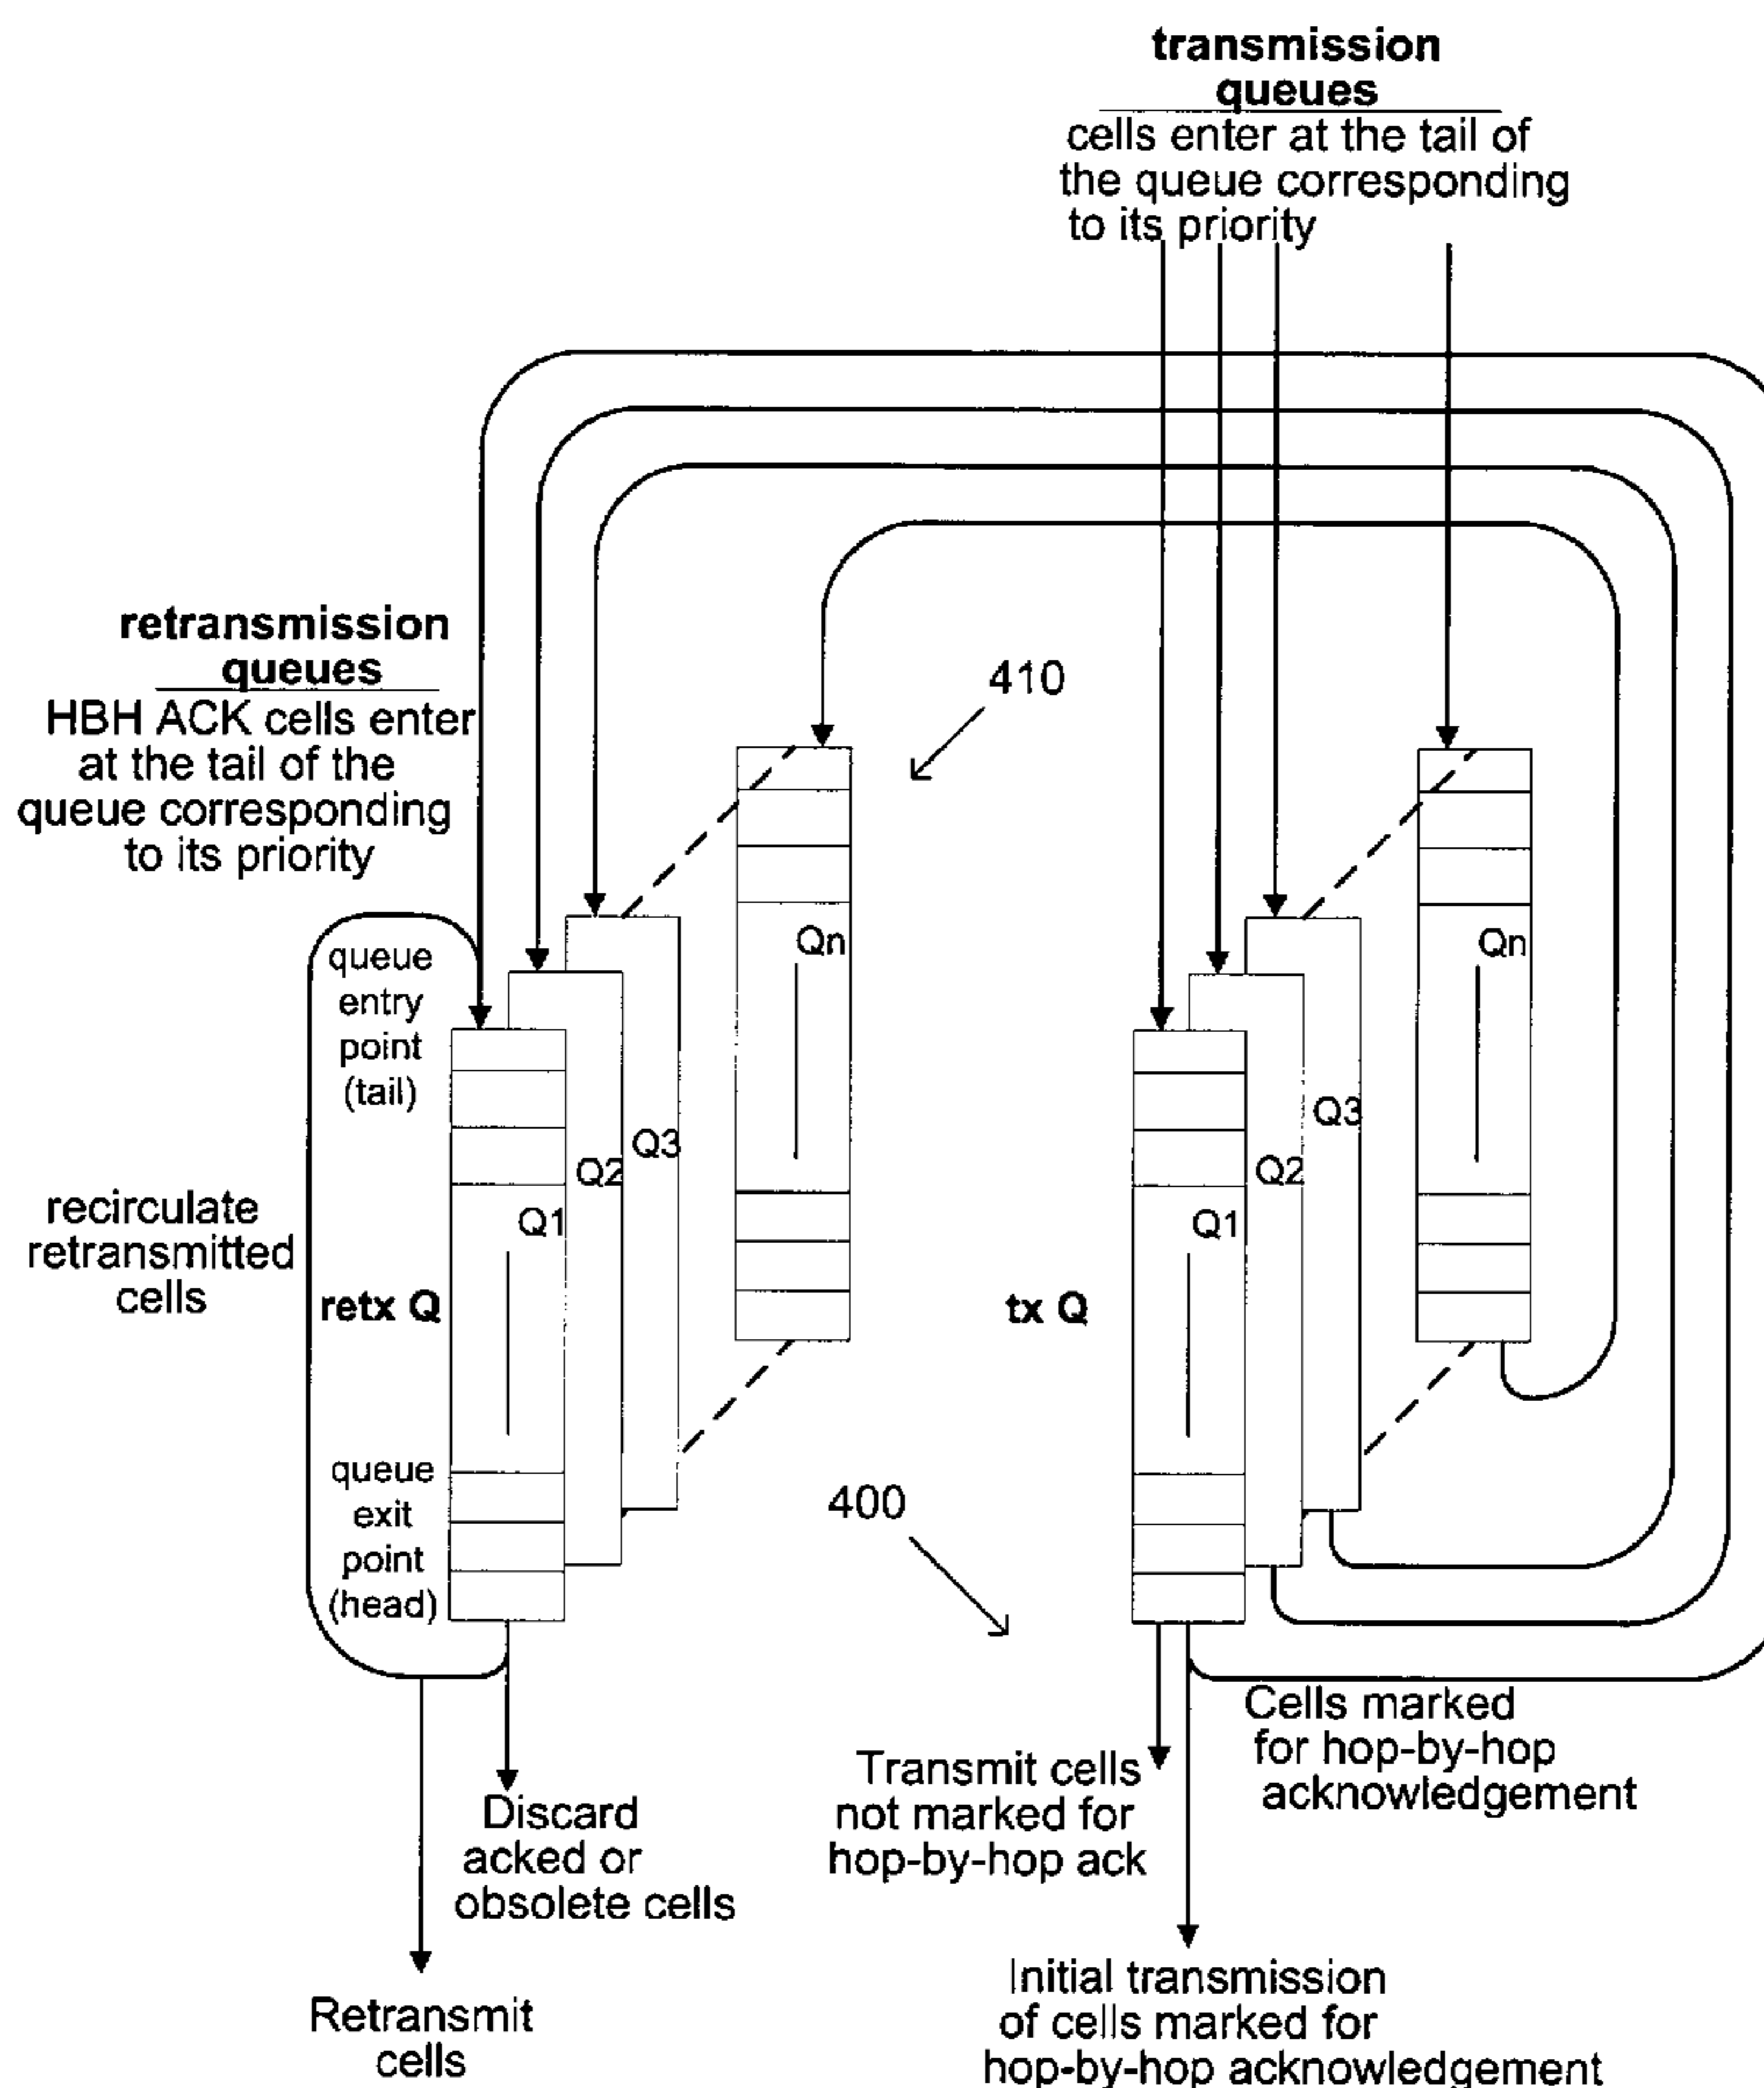 transmission
queues
cells enter at the tail of
the queue corresponding
to its priority
retransmission
queues
HBH ACK cells enter
at the tail of the
queue corresponding
to its priority
410
queue
entry
point
(tail)
Qn
Qn
Q3
Q3
Q2
Q2
Q1
Q1
recirculate
retransmitted
cells
retx Q
tx Q
queue
exit
point
(head)
400
Cells marked
for hop-by-hop
acknowledgement
Transmit cells
not marked for
hop-by-hop ack
Discard
acked or
obsolete cells
Initial transmission
of cells marked for
hop-by-hop acknowledgement
Retransmit
cells